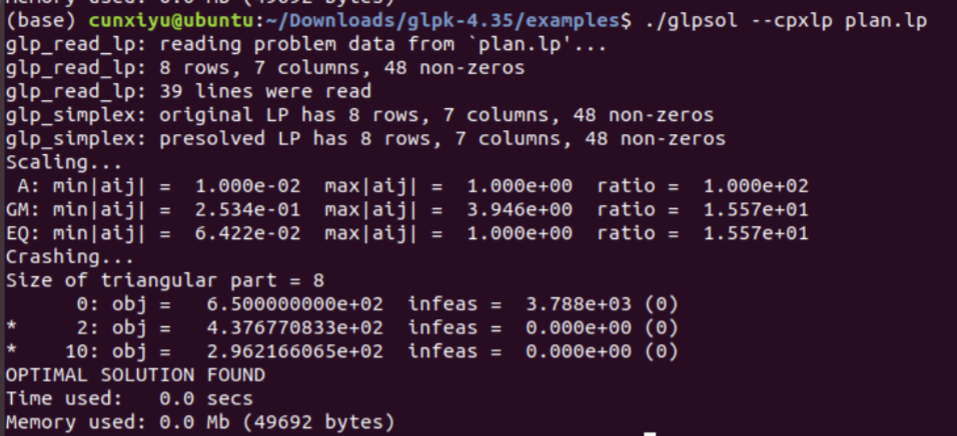 (base) cunxiyu@ubuntu:~/Downloads/glpk-4.35/examples$ ./glpsol --cpxlp plan.lp
glp_read_lp: reading problem data from `plan.lp'...
glp_read_lp: 8 rows, 7 columns, 48 non-zeros
glp_read_lp: 39 lines were read
glp_simplex: original LP has 8 rows, 7 columns, 48 non-zeros
glp_simplex: presolved LP has 8 rows, 7 columns, 48 non-zeros
Scaling...
 A: min|aij| =  1.000e-02  max|aij| =  1.000e+00  ratio =  1.000e+02
GM: min|aij| =  2.534e-01  max|aij| =  3.946e+00  ratio =  1.557e+01
EQ: min|aij| =  6.422e-02  max|aij| =  1.000e+00  ratio =  1.557e+01
Crashing...
Size of triangular part = 8
      0: obj =   6.500000000e+02  infeas =  3.788e+03 (0)
*     2: obj =   4.376770833e+02  infeas =  0.000e+00 (0)
*    10: obj =   2.962166065e+02  infeas =  0.000e+00 (0)
OPTIMAL SOLUTION FOUND
Time used:   0.0 secs
Memory used: 0.0 Mb (49692 bytes)